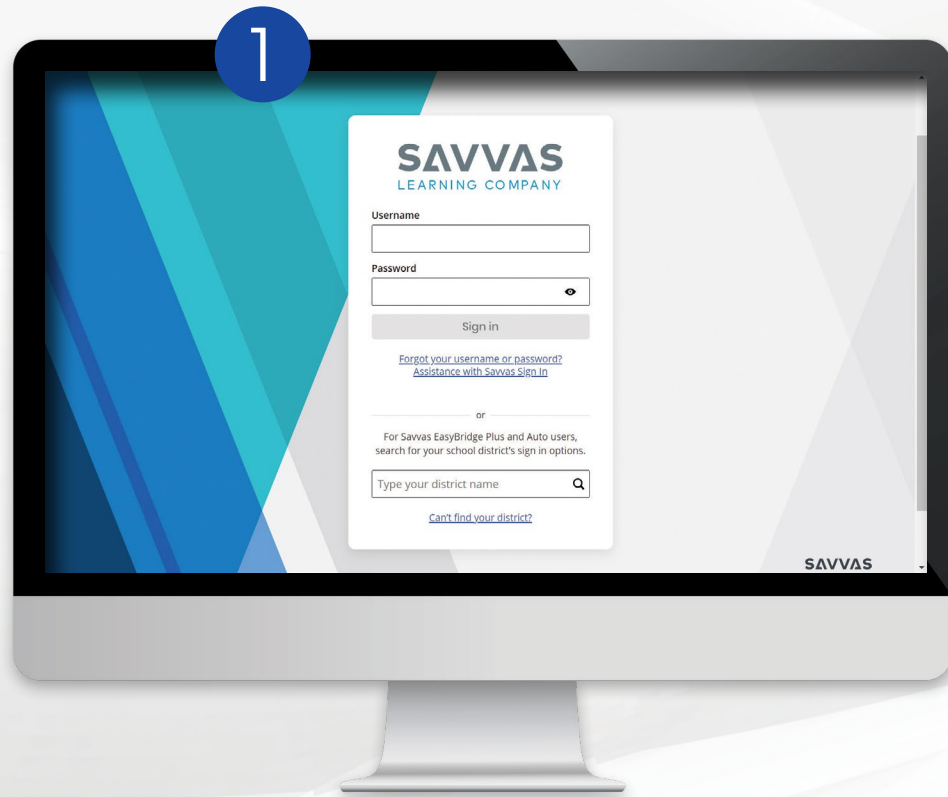 1
SAVVAS
LEARNING COMPANY
Username
Password
Sign in
Forgot your username or password?
Assistance with Savvas Sign In
or
For Savvas EasyBridge Plus and Auto users,
search for your school district's sign in options.
Type your district name
Can't find your district?
SAVVAS